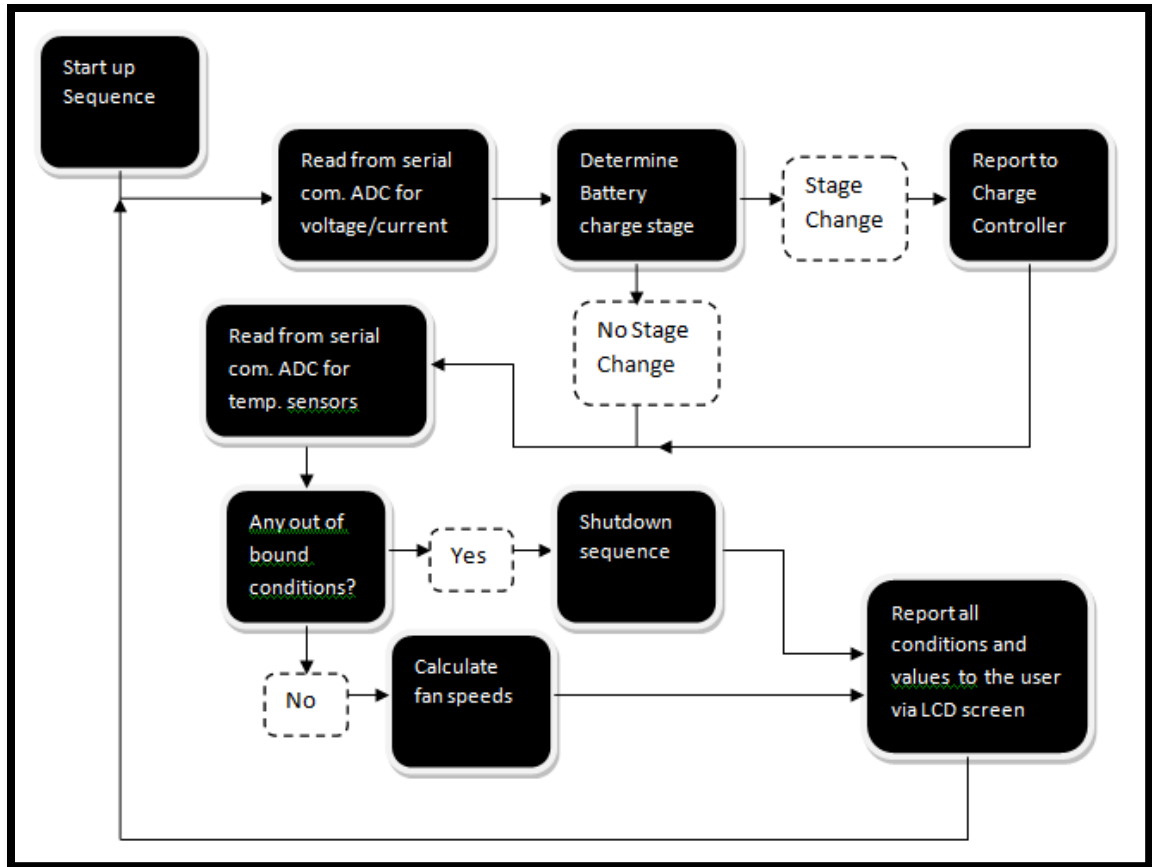 Start up
Sequence
Read from serial
com. ADC for
voltage/current
Determine
Battery
charge stage
Stage
Change
Report to
Charge
Controller
No Stage
Change
Read from serial
com. ADC for
temp. sensors
Any out of
bound
conditions?
Yes
Shutdown
sequence
No
Calculate
fan speeds
Report all
conditions and
values to the user
via LCD screen